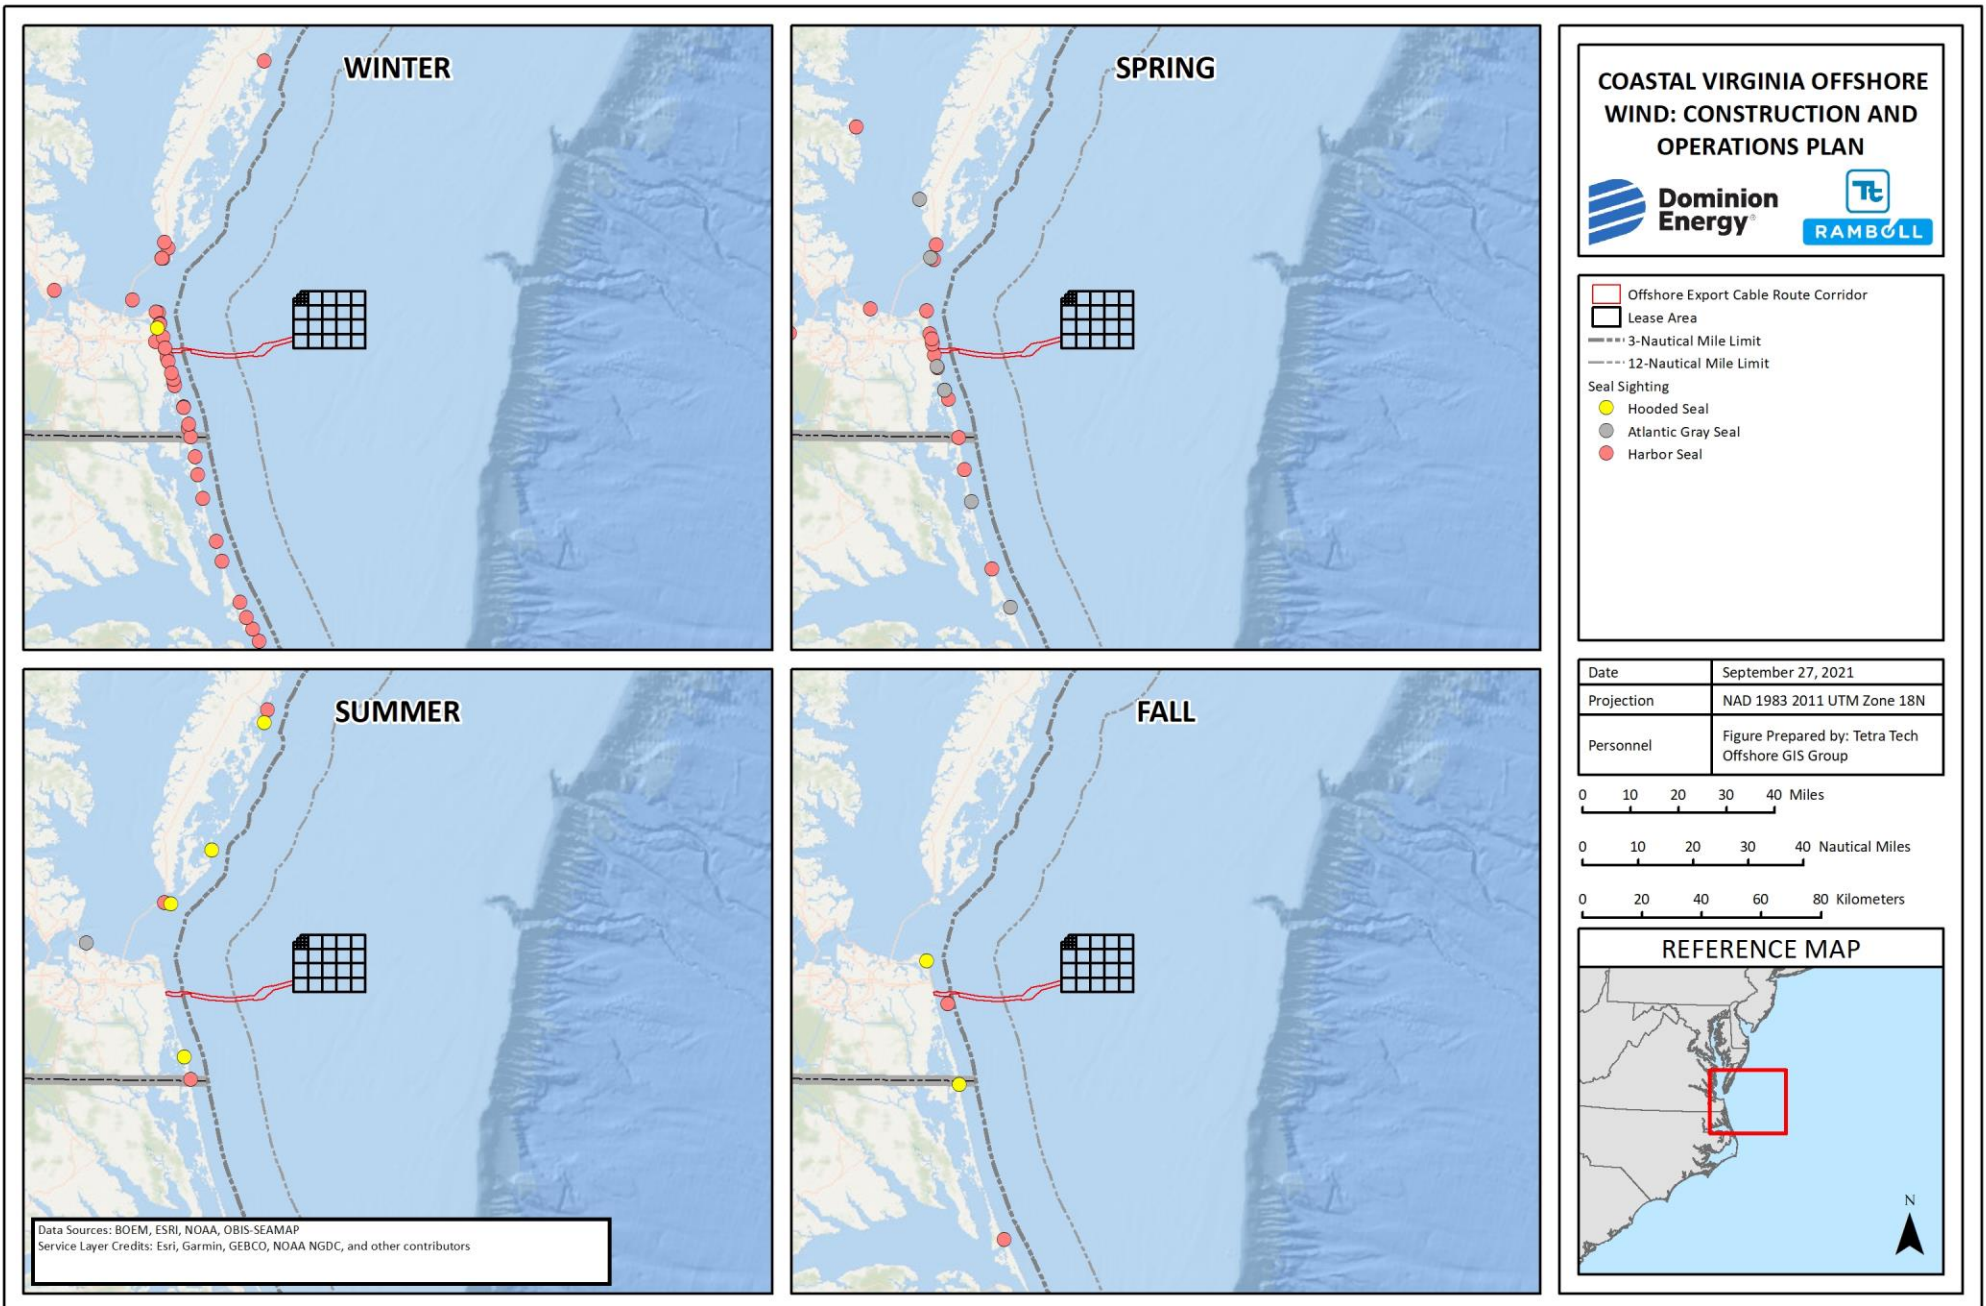 WINTER
SPRING
SUMMER
FALL
Data Sources: BOEM, ESRI, NOAA, OBIS-SEAMAP
Service Layer Credits: Esri, Garmin, GEBCO, NOAA NGDC, and other contributors
COASTAL VIRGINIA OFFSHORE
WIND: CONSTRUCTION AND
OPERATIONS PLAN
Dominion
Energy®
Tt
RAMBOLL
Offshore Export Cable Route Corridor
Lease Area
3-Nautical Mile Limit
12-Nautical Mile Limit
Seal Sighting
Hooded Seal
Atlantic Gray Seal
Harbor Seal
Date September 27, 2021
Projection NAD 1983 2011 UTM Zone 18N
Personnel Figure Prepared by: Tetra Tech
Offshore GIS Group
0 10 20 30 40 Miles
0 10 20 30 40 Nautical Miles
0 20 40 60 80 Kilometers
REFERENCE MAP
N